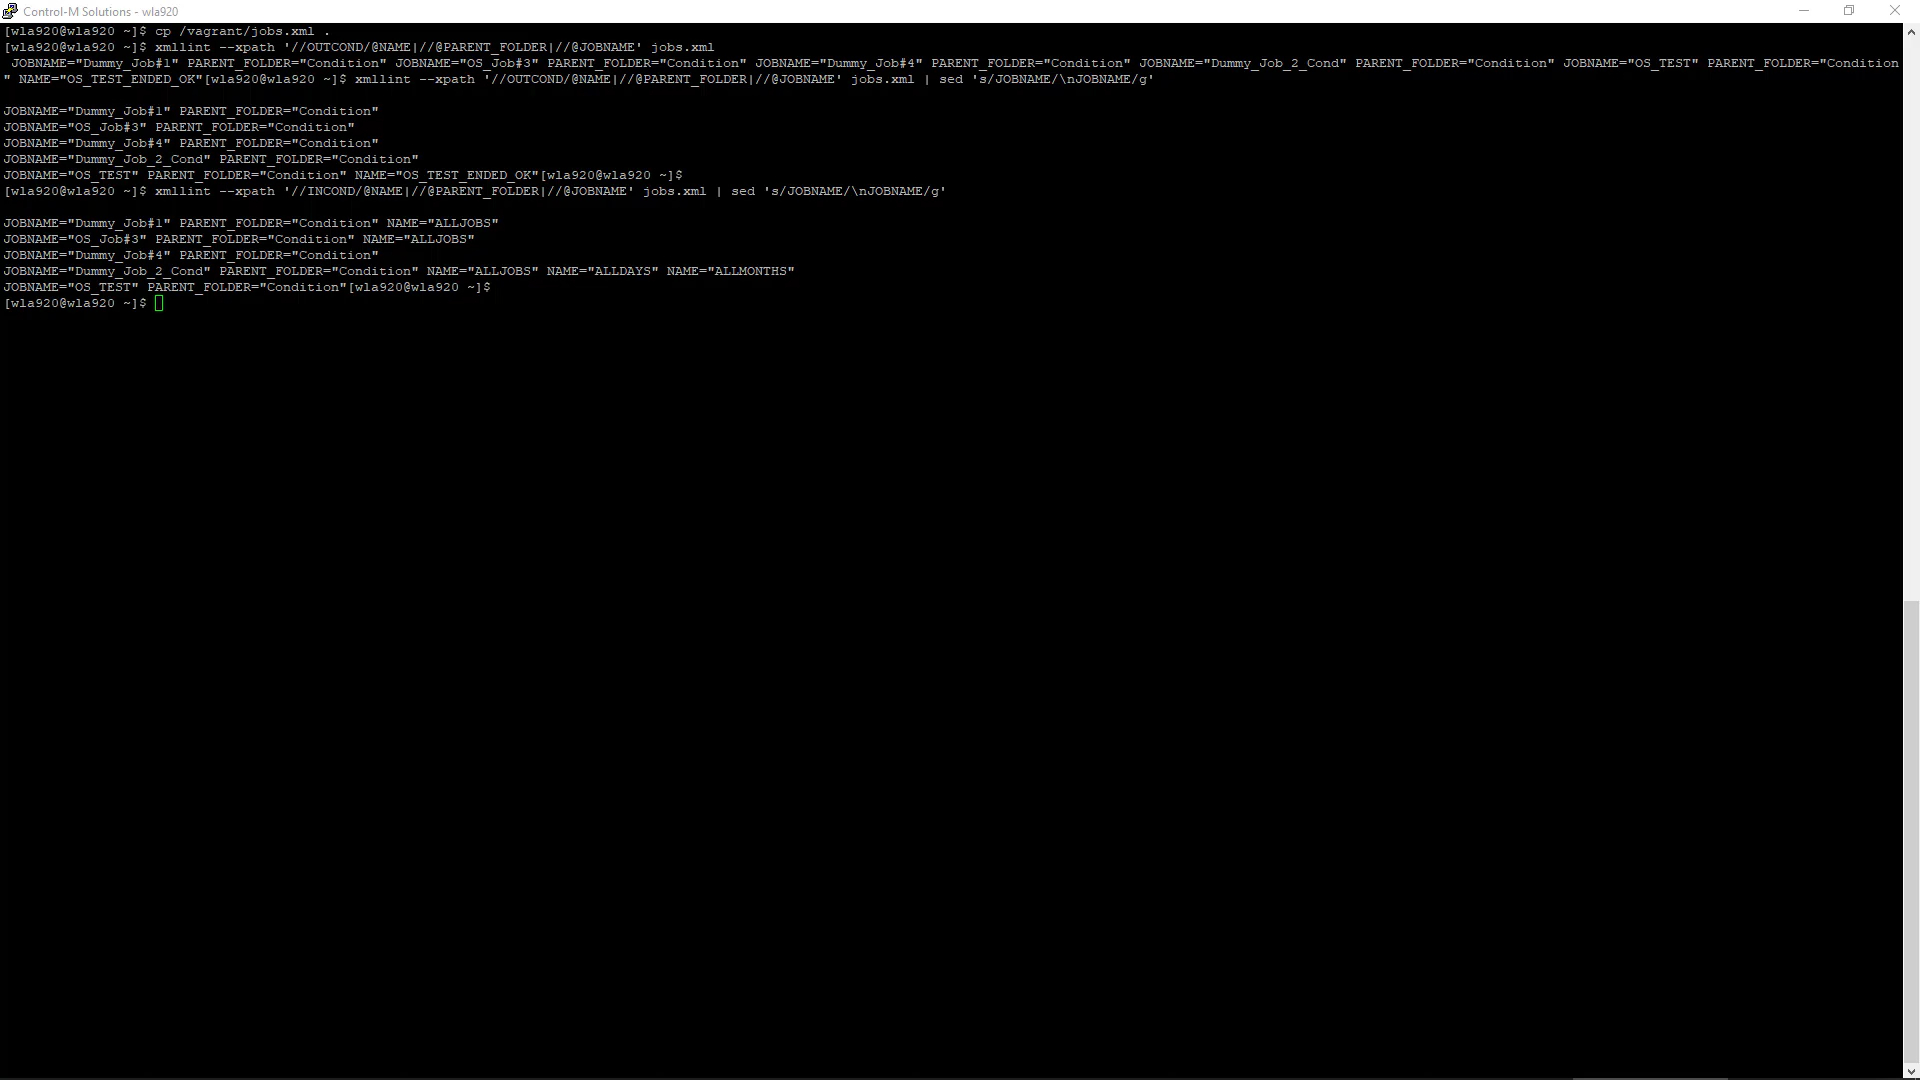 Control-M Solutions - wla920
[wla920@wla920 ~]$ cp /vagrant/jobs.xml .
[wla920@wla920 ~]$ xmllint --xpath '//OUTCOND/@NAME|//@PARENT_FOLDER|//@JOBNAME' jobs.xml
 JOBNAME="Dummy_Job#1" PARENT_FOLDER="Condition" JOBNAME="OS_Job#3" PARENT_FOLDER="Condition" JOBNAME="Dummy_Job#4" PARENT_FOLDER="Condition" JOBNAME="Dummy_Job_2_Cond" PARENT_FOLDER="Condition" JOBNAME="OS_TEST" PARENT_FOLDER="Condition
" NAME="OS_TEST_ENDED_OK"[wla920@wla920 ~]$ xmllint --xpath '//OUTCOND/@NAME|//@PARENT_FOLDER|//@JOBNAME' jobs.xml | sed 's/JOBNAME/\nJOBNAME/g'
JOBNAME="Dummy_Job#1" PARENT_FOLDER="Condition"
JOBNAME="OS_Job#3" PARENT_FOLDER="Condition"
JOBNAME="Dummy_Job#4" PARENT_FOLDER="Condition"
JOBNAME="Dummy_Job_2_Cond" PARENT_FOLDER="Condition"
JOBNAME="OS_TEST" PARENT_FOLDER="Condition" NAME="OS_TEST_ENDED_OK"[wla920@wla920 ~]$
[wla920@wla920 ~]$ xmllint --xpath '//INCOND/@NAME|//@PARENT_FOLDER|//@JOBNAME' jobs.xml | sed 's/JOBNAME/\nJOBNAME/g'
JOBNAME="Dummy_Job#1" PARENT_FOLDER="Condition" NAME="ALLJOBS"
JOBNAME="OS_Job#3" PARENT_FOLDER="Condition" NAME="ALLJOBS"
JOBNAME="Dummy_Job#4" PARENT_FOLDER="Condition"
JOBNAME="Dummy_Job_2_Cond" PARENT_FOLDER="Condition" NAME="ALLJOBS" NAME="ALLDAYS" NAME="ALLMONTHS"
JOBNAME="OS_TEST" PARENT_FOLDER="Condition"[wla920@wla920 ~]$
[wla920@wla920 ~]$